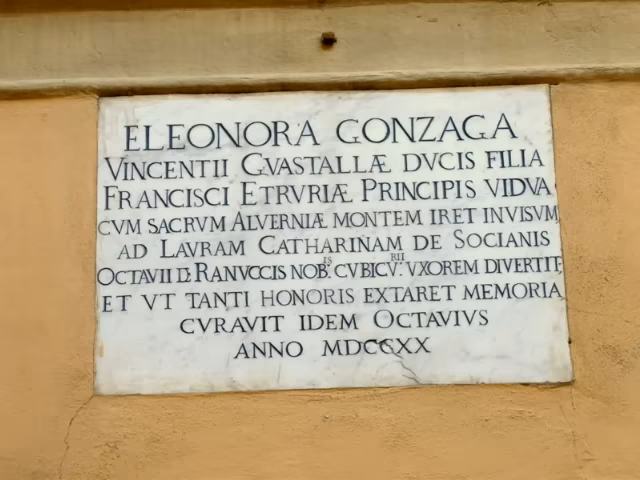 ELEONORA GONZAGA
VINCENTII GVASTALLÆ DVCIS FILIA
FRANCISCI ETRVRIÆ PRINCIPIS VIDVA
CVM SACRVM ALVERNIÆ MONTEM IRET INVISVM
AD LAVRAM CATHARINAM DE SOCIANIS
OCTAVII DE RANVCCIS NOB.IS CVBICV.RII VXOREM DIVERTIT
ET VT TANTI HONORIS EXTARET MEMORIA
CVRAVIT IDEM OCTAVIVS
ANNO MDCCXX